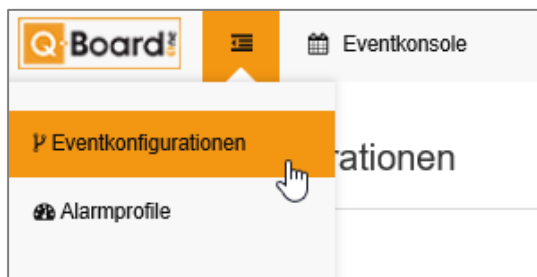 Q-Board
Eventkonsole
Eventkonfigurationen
rationen
Alarmprofile